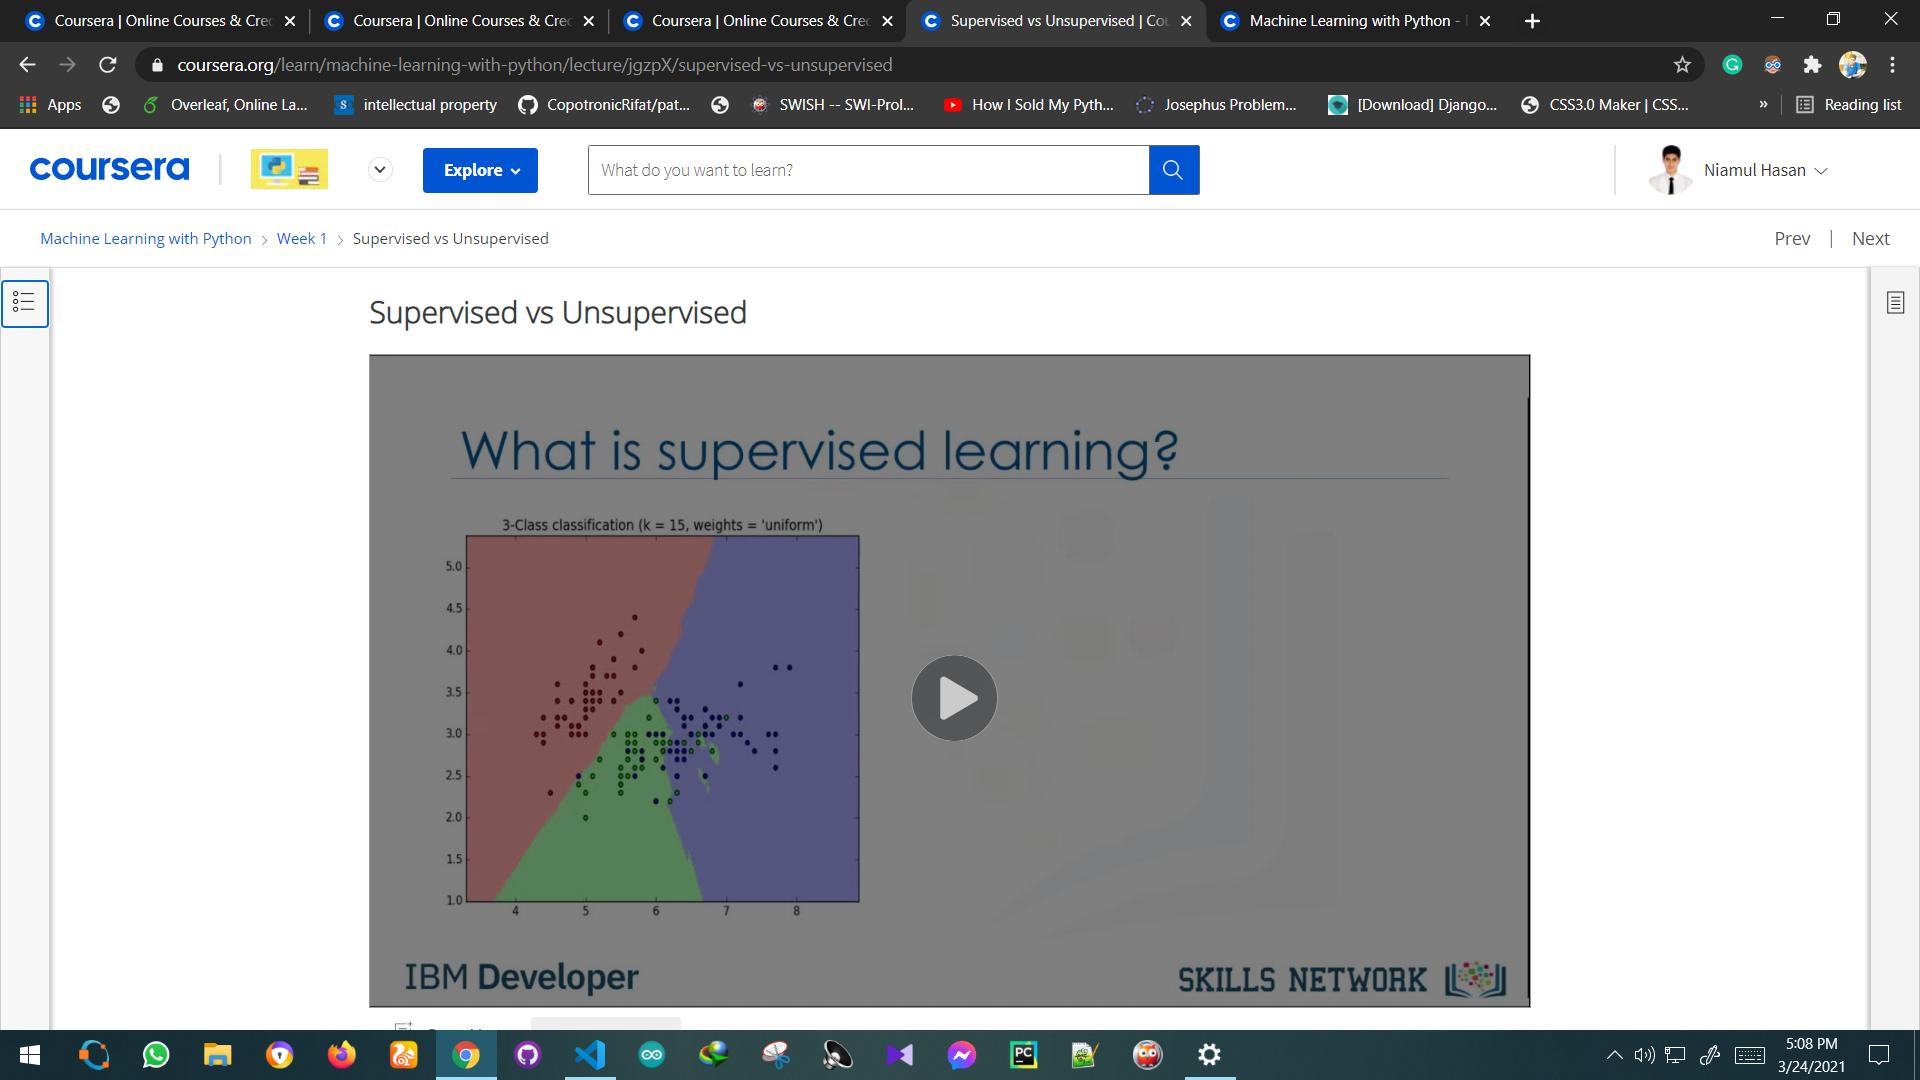 Coursera | Online Courses & Cre
Coursera | Online Courses & Cre
Coursera | Online Courses & Cre
Supervised vs Unsupervised | Co
Machine Learning with Python -
coursera.org/learn/machine-learning-with-python/lecture/jgzpX/supervised-vs-unsupervised
Apps
Overleaf, Online La...
intellectual property
CopotronicRifat/pat...
SWISH -- SWI-Prol...
How I Sold My Pyth...
Josephus Problem...
[Download] Django...
CSS3.0 Maker | CSS...
»
Reading list
coursera
Explore
What do you want to learn?
Niamul Hasan
Machine Learning with Python > Week 1 > Supervised vs Unsupervised
Prev | Next
Supervised vs Unsupervised
What is supervised learning?
3-Class classification (k = 15, weights = 'uniform')
5.0
4.5
4.0
3.5
3.0
2.5
2.0
1.5
1.0
4 5 6 7 8
IBM Developer
SKILLS NETWORK
5:08 PM
3/24/2021